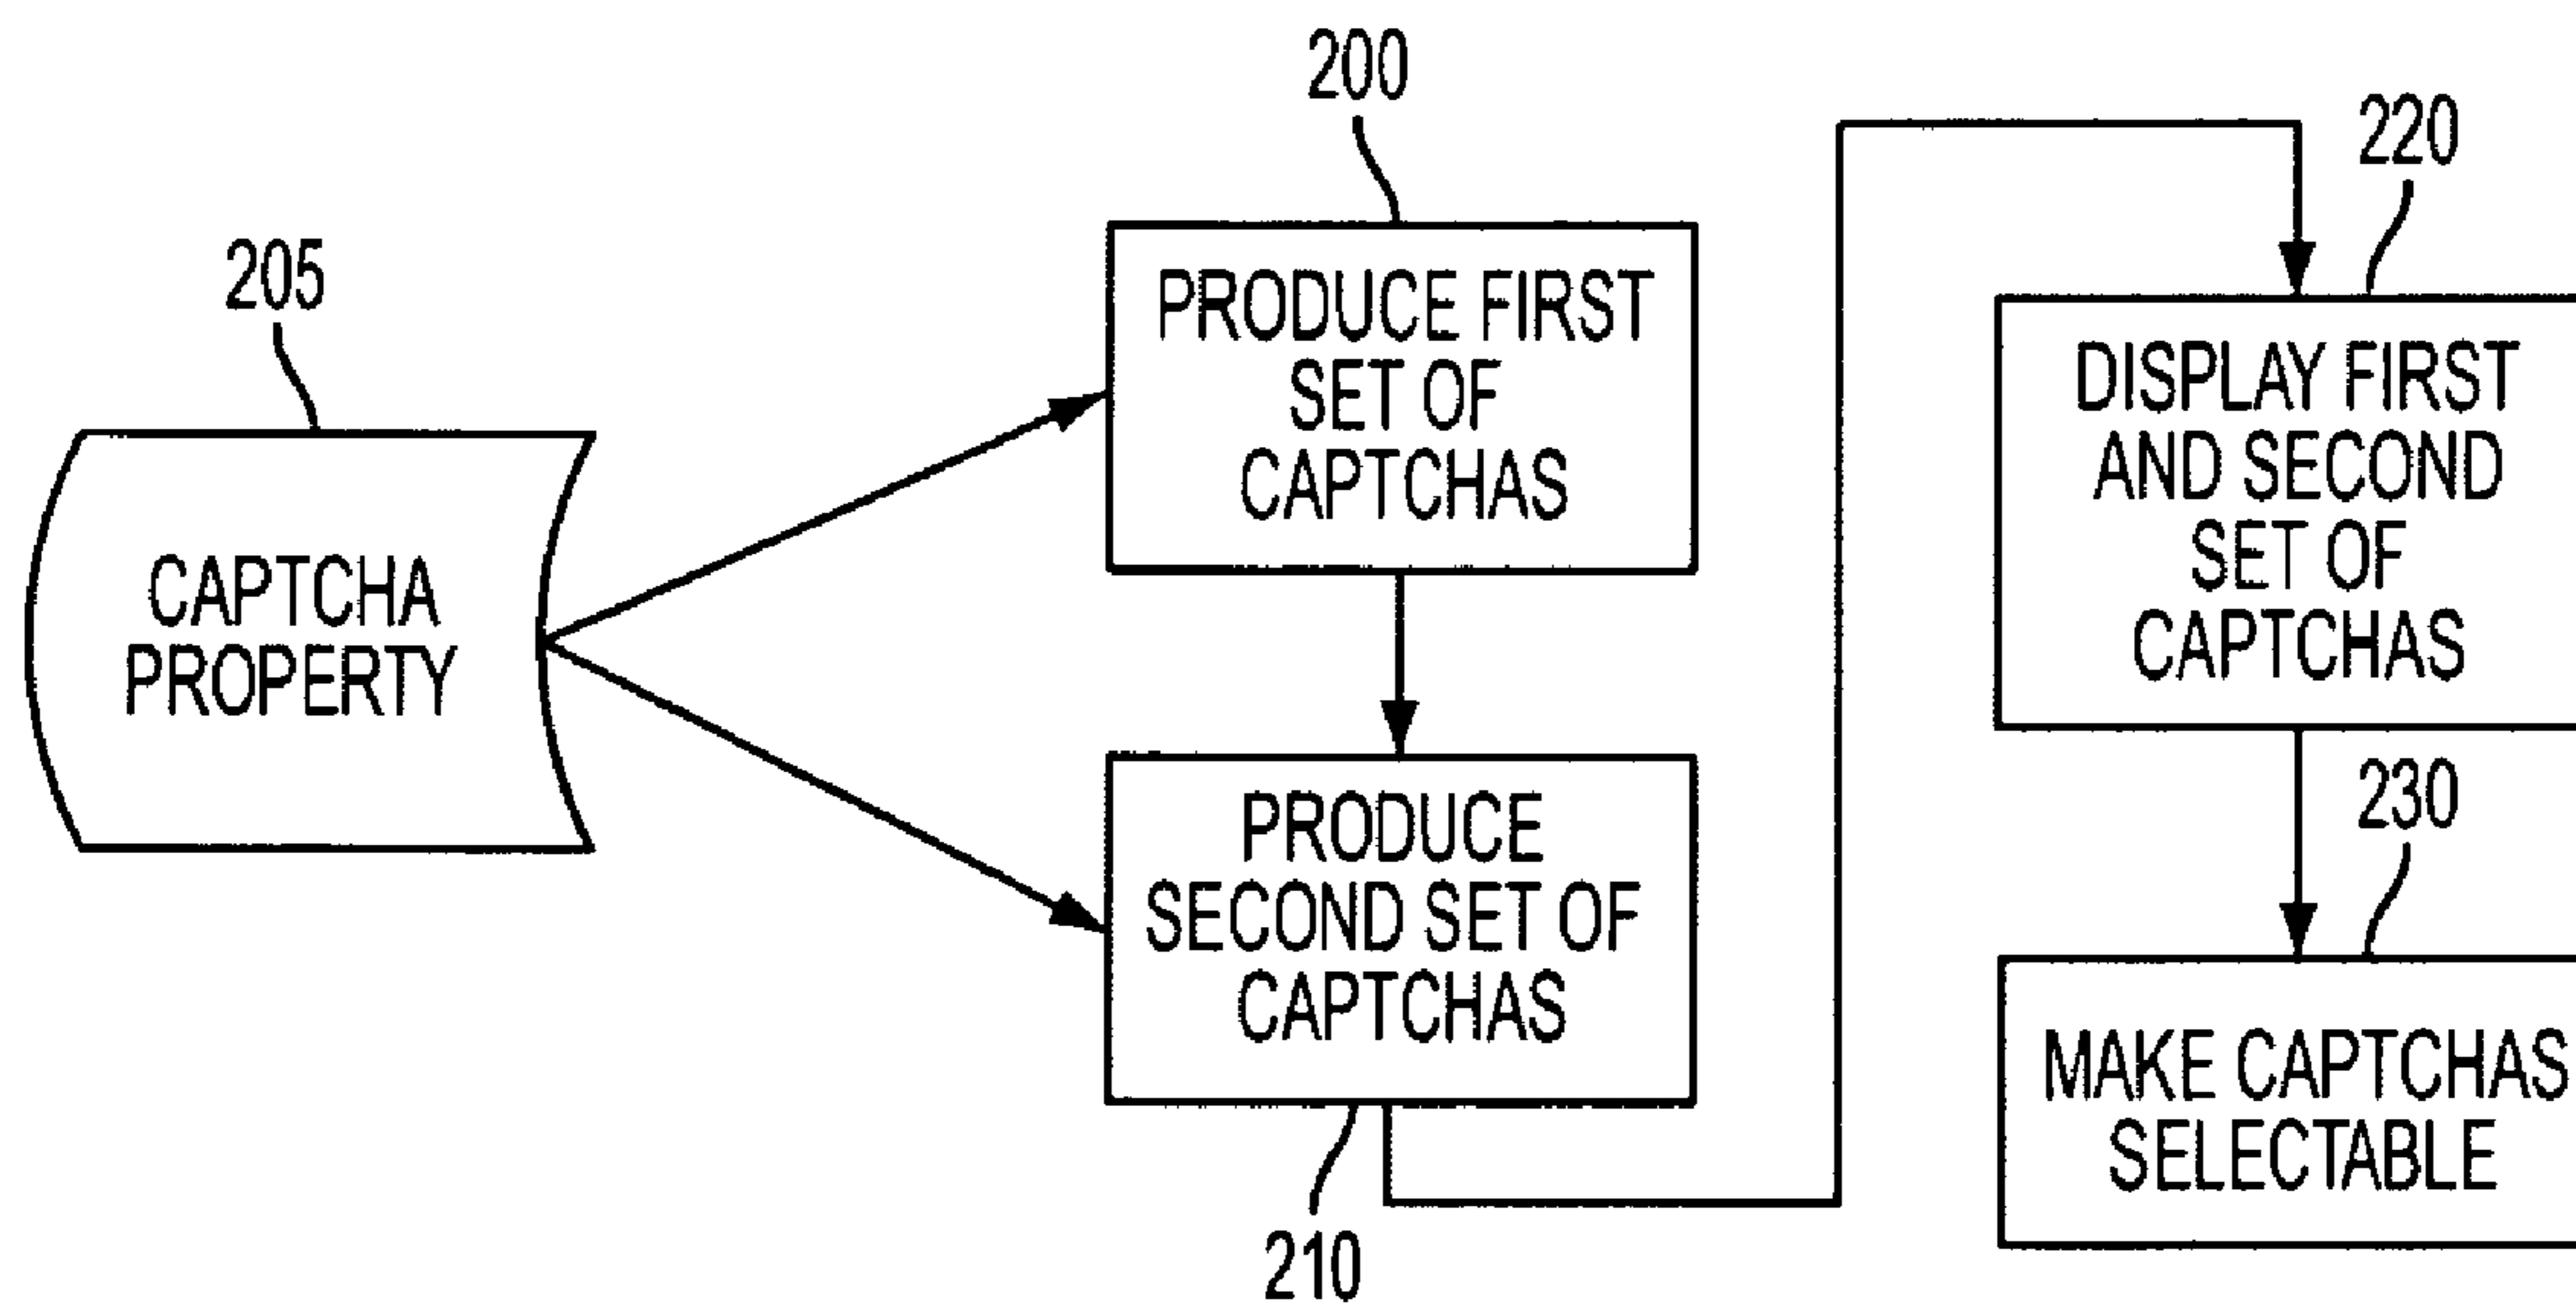 205
CAPTCHA
PROPERTY
200
PRODUCE FIRST
SET OF
CAPTCHAS
PRODUCE
SECOND SET OF
CAPTCHAS
210
220
DISPLAY FIRST
AND SECOND
SET OF
CAPTCHAS
230
MAKE CAPTCHAS
SELECTABLE